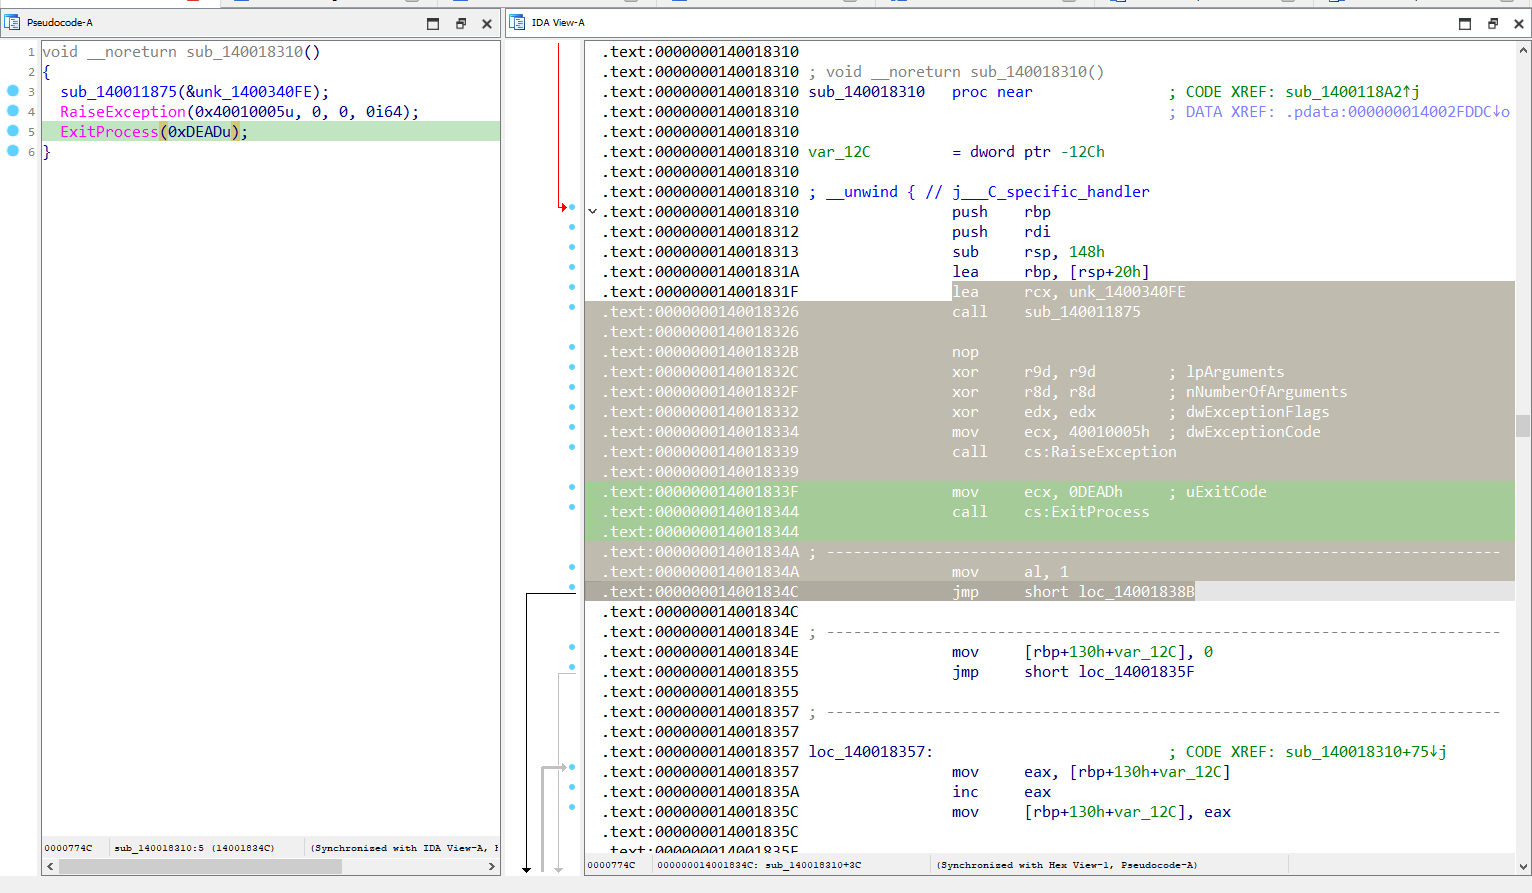 Pseudocode-A
1 void __noreturn sub_140018310()
2 {
3   sub_140011875(&unk_1400340FE);
4   RaiseException(0x40010005u, 0, 0, 0i64);
5   ExitProcess(0xDEADu);
6 }
0000774C sub_140018310:5 (14001834C) (Synchronized with IDA View-A,
IDA View-A
.text:0000000140018310
.text:0000000140018310 ; void __noreturn sub_140018310()
.text:0000000140018310 sub_140018310   proc near               ; CODE XREF: sub_1400118A2↑j
.text:0000000140018310                                         ; DATA XREF: .pdata:000000014002FDDC↓o
.text:0000000140018310
.text:0000000140018310 var_12C         = dword ptr -12Ch
.text:0000000140018310
.text:0000000140018310 ; __unwind { // j___C_specific_handler
.text:0000000140018310                 push    rbp
.text:0000000140018312                 push    rdi
.text:0000000140018313                 sub     rsp, 148h
.text:000000014001831A                 lea     rbp, [rsp+20h]
.text:000000014001831F                 lea     rcx, unk_1400340FE
.text:0000000140018326                 call    sub_140011875
.text:0000000140018326
.text:000000014001832B                 nop
.text:000000014001832C                 xor     r9d, r9d        ; lpArguments
.text:000000014001832F                 xor     r8d, r8d        ; nNumberOfArguments
.text:0000000140018332                 xor     edx, edx        ; dwExceptionFlags
.text:0000000140018334                 mov     ecx, 40010005h  ; dwExceptionCode
.text:0000000140018339                 call    cs:RaiseException
.text:0000000140018339
.text:000000014001833F                 mov     ecx, 0DEADh     ; uExitCode
.text:0000000140018344                 call    cs:ExitProcess
.text:0000000140018344
.text:000000014001834A ; ---------------------------------------------------------------------------
.text:000000014001834A                 mov     al, 1
.text:000000014001834C                 jmp     short loc_14001838B
.text:000000014001834C
.text:000000014001834E ; ---------------------------------------------------------------------------
.text:000000014001834E                 mov     [rbp+130h+var_12C], 0
.text:0000000140018355                 jmp     short loc_14001835F
.text:0000000140018355
.text:0000000140018357 ; ---------------------------------------------------------------------------
.text:0000000140018357
.text:0000000140018357 loc_140018357:                          ; CODE XREF: sub_140018310+75↓j
.text:0000000140018357                 mov     eax, [rbp+130h+var_12C]
.text:000000014001835A                 inc     eax
.text:000000014001835C                 mov     [rbp+130h+var_12C], eax
.text:000000014001835C
.text:000000014001835F
0000774C 000000014001834C: sub_140018310+3C (Synchronized with Hex View-1, Pseudocode-A)